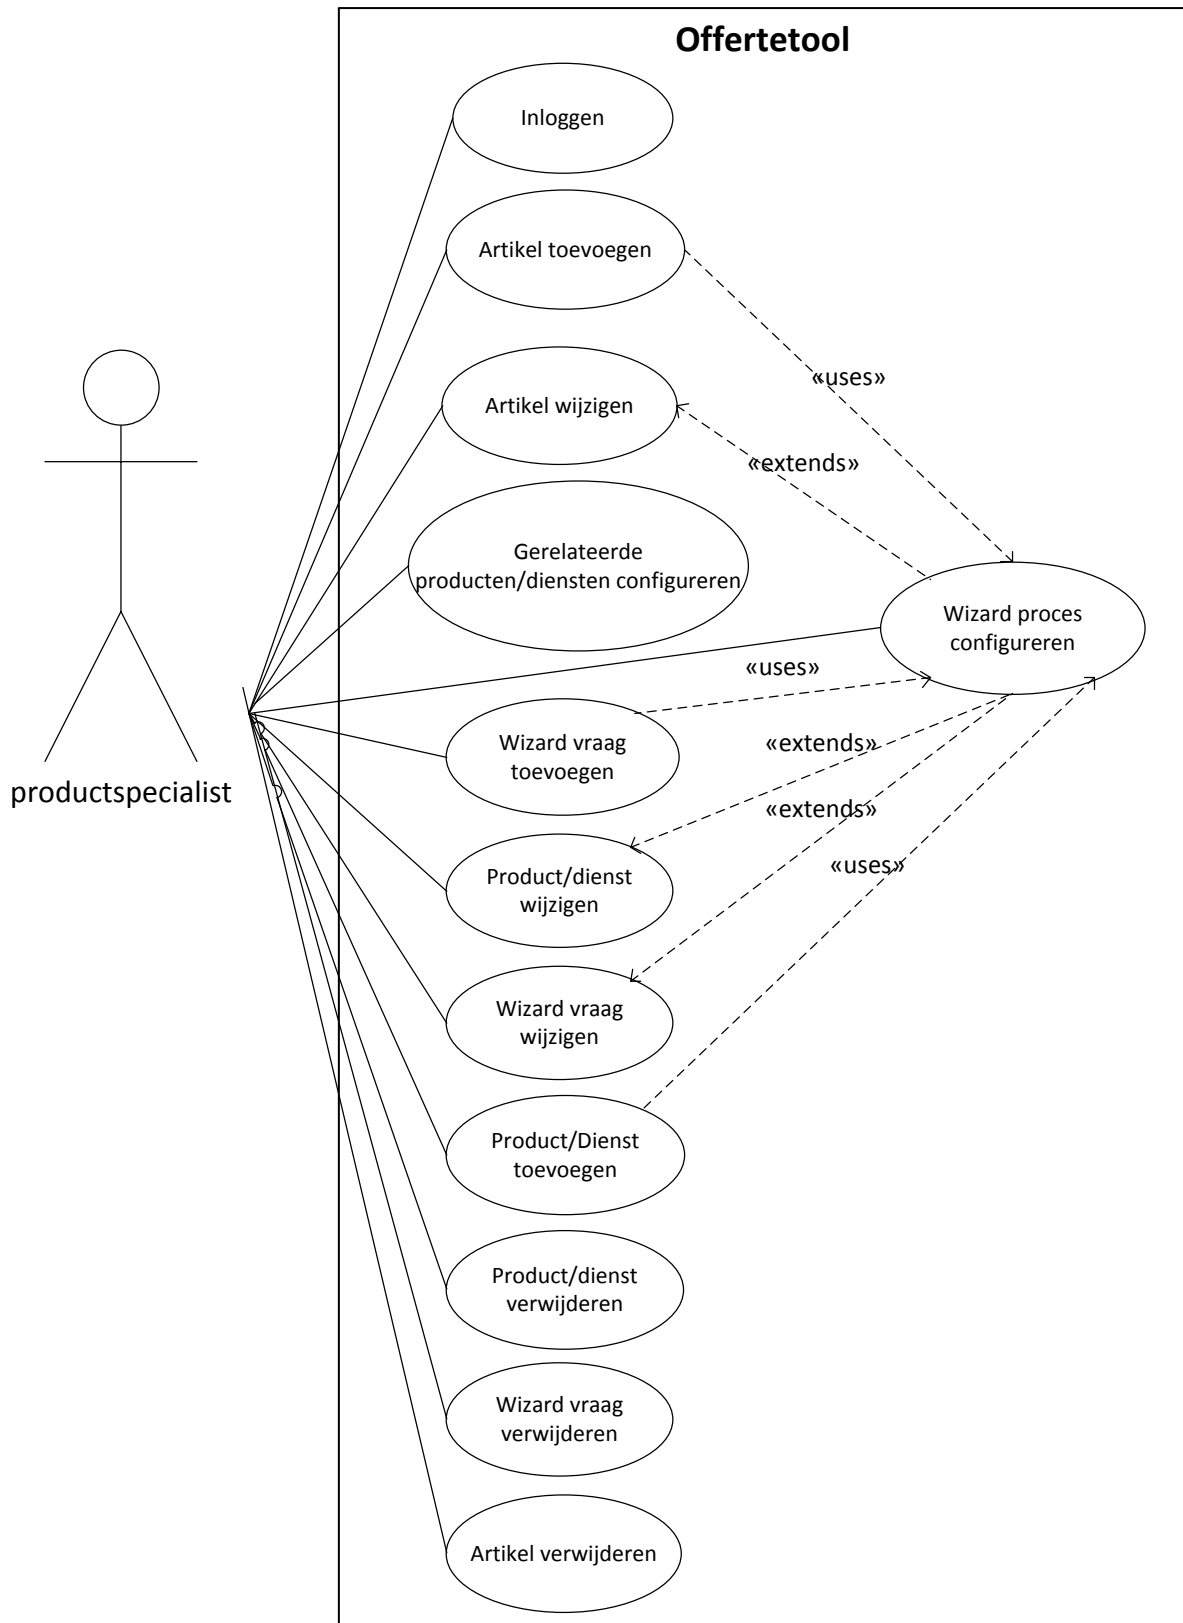 Offertetool
Inloggen
Artikel toevoegen
«uses»
Artikel wijzigen
«extends»
Gerelateerde
producten/diensten configureren
Wizard proces
configureren
«uses»
Wizard vraag
toevoegen
«extends»
productspecialist
«extends»
Product/dienst
wijzigen
«uses»
Wizard vraag
wijzigen
Product/Dienst
toevoegen
Product/dienst
verwijderen
Wizard vraag
verwijderen
Artikel verwijderen